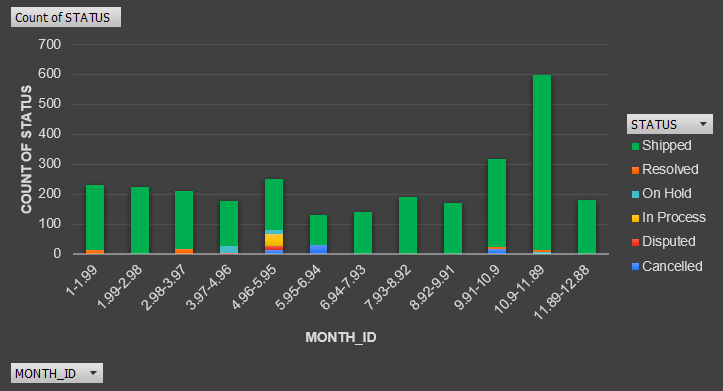 Count of STATUS
700
600
500
400
300
200
100
0
COUNT OF STATUS
1-1.99
1.99-2.98
2.98-3.97
3.97-4.96
4.96-5.95
5.95-6.94
6.94-7.93
7.93-8.92
8.92-9.91
9.91-10.9
10.9-11.89
11.89-12.88
MONTH_ID
STATUS
Shipped
Resolved
On Hold
In Process
Disputed
Cancelled
MONTH_ID